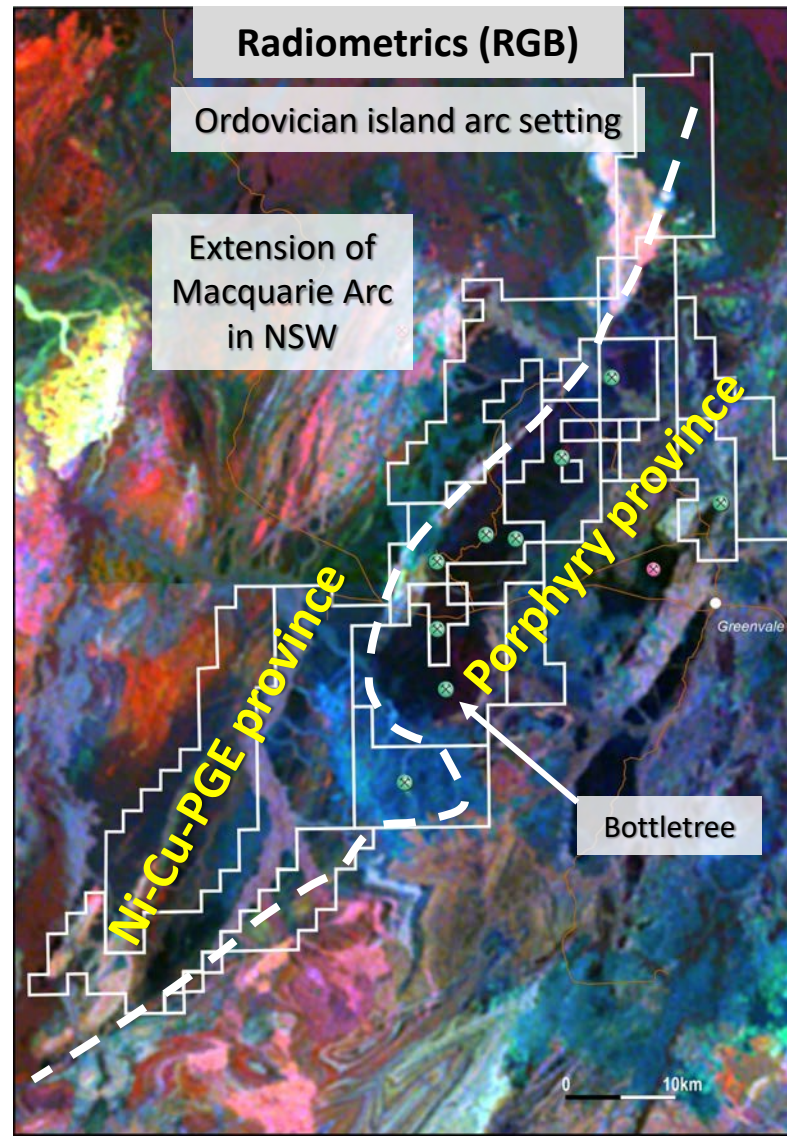 Radiometrics (RGB)
Ordovician island arc setting
Extension of
Macquarie Arc
in NSW
Porphyry province
Ni-Cu-PGE province
Greenvale
Bottletree
0 10km